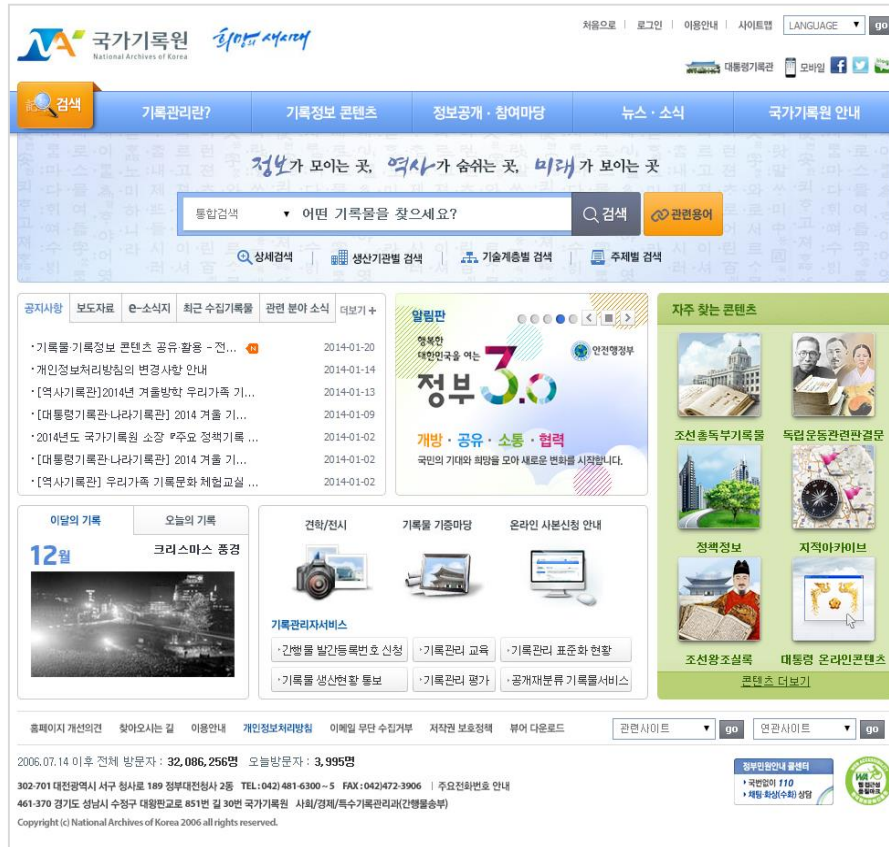 국가기록원
National Archives of Korea
희망의 새시대
처음으로 | 로그인 | 이용안내 | 사이트맵
LANGUAGE ▼ go
대통령기록관 모바일
검색
기록관리란? 기록정보 콘텐츠 정보공개 · 참여마당 뉴스 · 소식 국가기록원 안내
정보가 모이는 곳, 역사가 숨쉬는 곳, 미래가 보이는 곳
통합검색 ▼ 어떤 기록물을 찾으세요? 검색 관련용어
상세검색 | 생산기관별 검색 | 기술계층별 검색 | 주제별 검색
공지사항 보도자료 e-소식지 최근 수집기록물 관련 분야 소식 더보기 +
·기록물·기록정보 콘텐츠 공유·활용 - 전... N 2014-01-20
·개인정보처리방침의 변경사항 안내 2014-01-14
·[역사기록관]2014년 겨울방학 우리가족 기... 2014-01-13
·[대통령기록관·나라기록관] 2014 겨울 기... 2014-01-09
·2014년도 국가기록원 소장 『주요 정책기록 ... 2014-01-02
·[대통령기록관·나라기록관] 2014 겨울 기... 2014-01-02
·[역사기록관] 우리가족 기록문화 체험교실 ... 2014-01-02
알림판
행복한
대한민국을 여는
정부3.0
안전행정부
개방 · 공유 · 소통 · 협력
국민의 기대와 희망을 모아 새로운 변화를 시작합니다.
자주 찾는 콘텐츠
조선총독부기록물 독립운동관련판결문
정책정보 지적아카이브
조선왕조실록 대통령 온라인콘텐츠
콘텐츠 더보기
이달의 기록 오늘의 기록
12월 크리스마스 풍경
견학/전시 기록물 기증마당 온라인 사본신청 안내
기록관리자서비스
·간행물 발간등록번호 신청 ·기록관리 교육 ·기록관리 표준화 현황
·기록물 생산현황 통보 ·기록관리 평가 ·공개재분류 기록물서비스
홈페이지 개선의견 찾아오시는 길 이용안내 개인정보처리방침 이메일 무단 수집거부 저작권 보호정책 뷰어 다운로드
관련사이트 ▼ go 연관사이트 ▼ go
2006.07.14 이후 전체 방문자 : 32,086,256명 오늘방문자 : 3,995명
302-701 대전광역시 서구 청사로 189 정부대전청사 2동 TEL:042) 481-6300 ~ 5 FAX:042)472-3906 | 주요전화번호 안내
461-370 경기도 성남시 수정구 대왕판교로 851번 길 30번 국가기록원 사회/경제/특수기록관리과(간행물송부)
Copyright (c) National Archives of Korea 2006 all rights reserved.
정부민원안내 콜센터
·국번없이 110
·채팅·화상(수화) 상담
WA
웹 접근성
품질마크